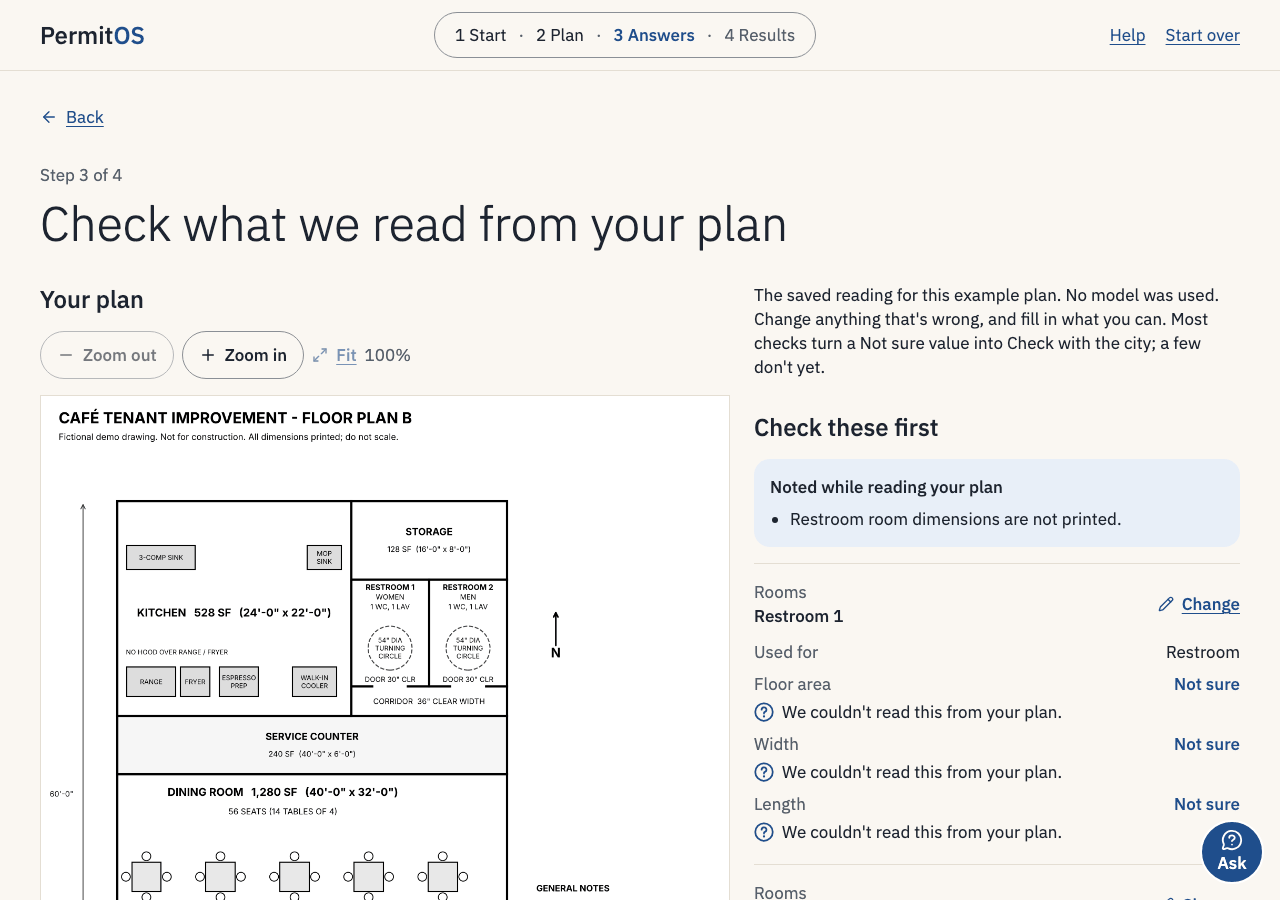 PermitOS
1 Start · 2 Plan · 3 Answers · 4 Results
Help
Start over
Back
Step 3 of 4
Check what we read from your plan
Your plan
Zoom out
Zoom in
Fit
100%
CAFÉ TENANT IMPROVEMENT - FLOOR PLAN B
Fictional demo drawing. Not for construction. All dimensions printed; do not scale.
3-COMP SINK
MOP
SINK
STORAGE
128 SF (16'-0" x 8'-0")
KITCHEN 528 SF (24'-0" x 22'-0")
RESTROOM 1
WOMEN
1 WC, 1 LAV
54" DIA
TURNING
CIRCLE
DOOR 30" CLR
RESTROOM 2
MEN
1 WC, 1 LAV
54" DIA
TURNING
CIRCLE
DOOR 30" CLR
N
NO HOOD OVER RANGE / FRYER
RANGE
FRYER
ESPRESSO
PREP
WALK-IN
COOLER
CORRIDOR 36" CLEAR WIDTH
SERVICE COUNTER
240 SF (40'-0" x 6'-0")
DINING ROOM 1,280 SF (40'-0" x 32'-0")
56 SEATS (14 TABLES OF 4)
60'-0"
GENERAL NOTES
The saved reading for this example plan. No model was used.
Change anything that's wrong, and fill in what you can. Most
checks turn a Not sure value into Check with the city; a few
don't yet.
Check these first
Noted while reading your plan
Restroom room dimensions are not printed.
Rooms
Restroom 1
Change
Used for
Restroom
Floor area
Not sure
We couldn't read this from your plan.
Width
Not sure
We couldn't read this from your plan.
Length
Not sure
We couldn't read this from your plan.
Ask
Rooms